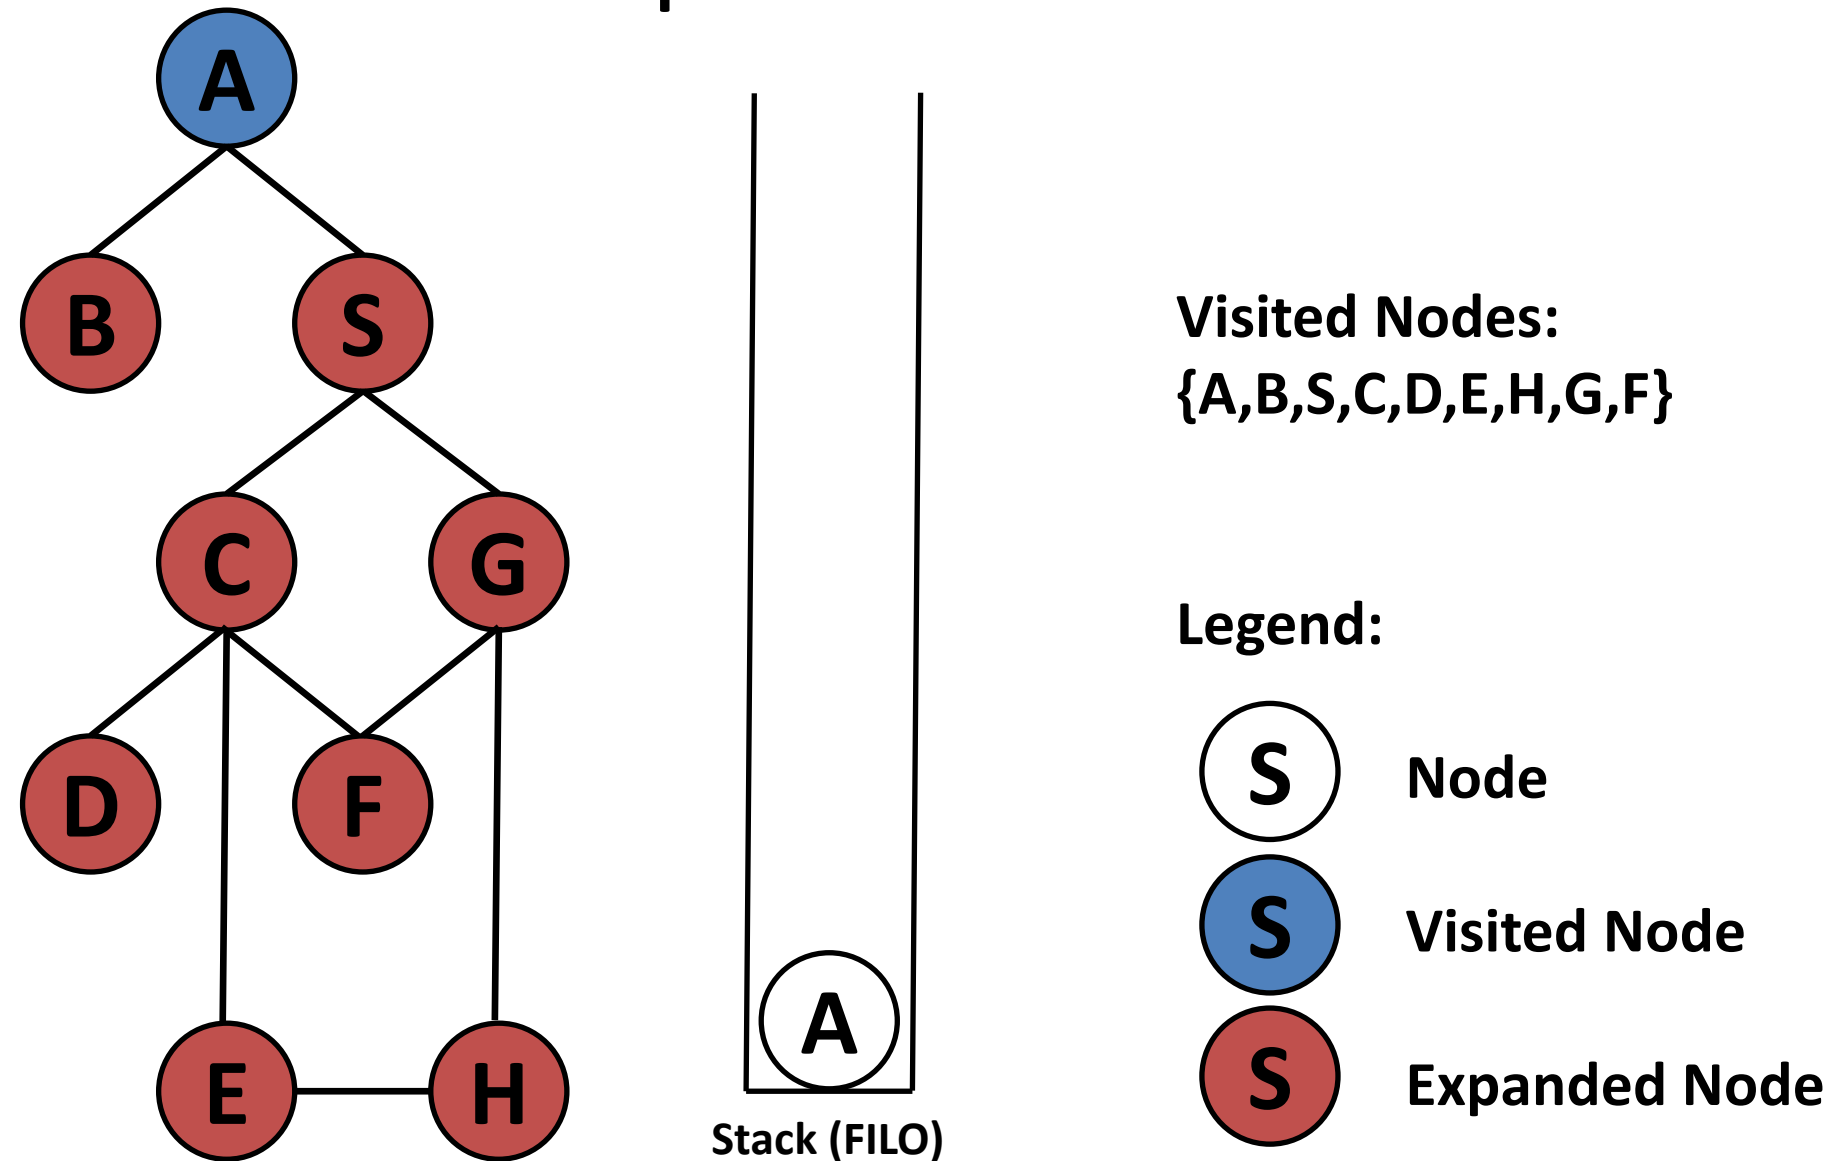 A
B S
C G
D F
E H
A
Stack (FILO)
Visited Nodes:
{A,B,S,C,D,E,H,G,F}
Legend:
S Node
S Visited Node
S Expanded Node